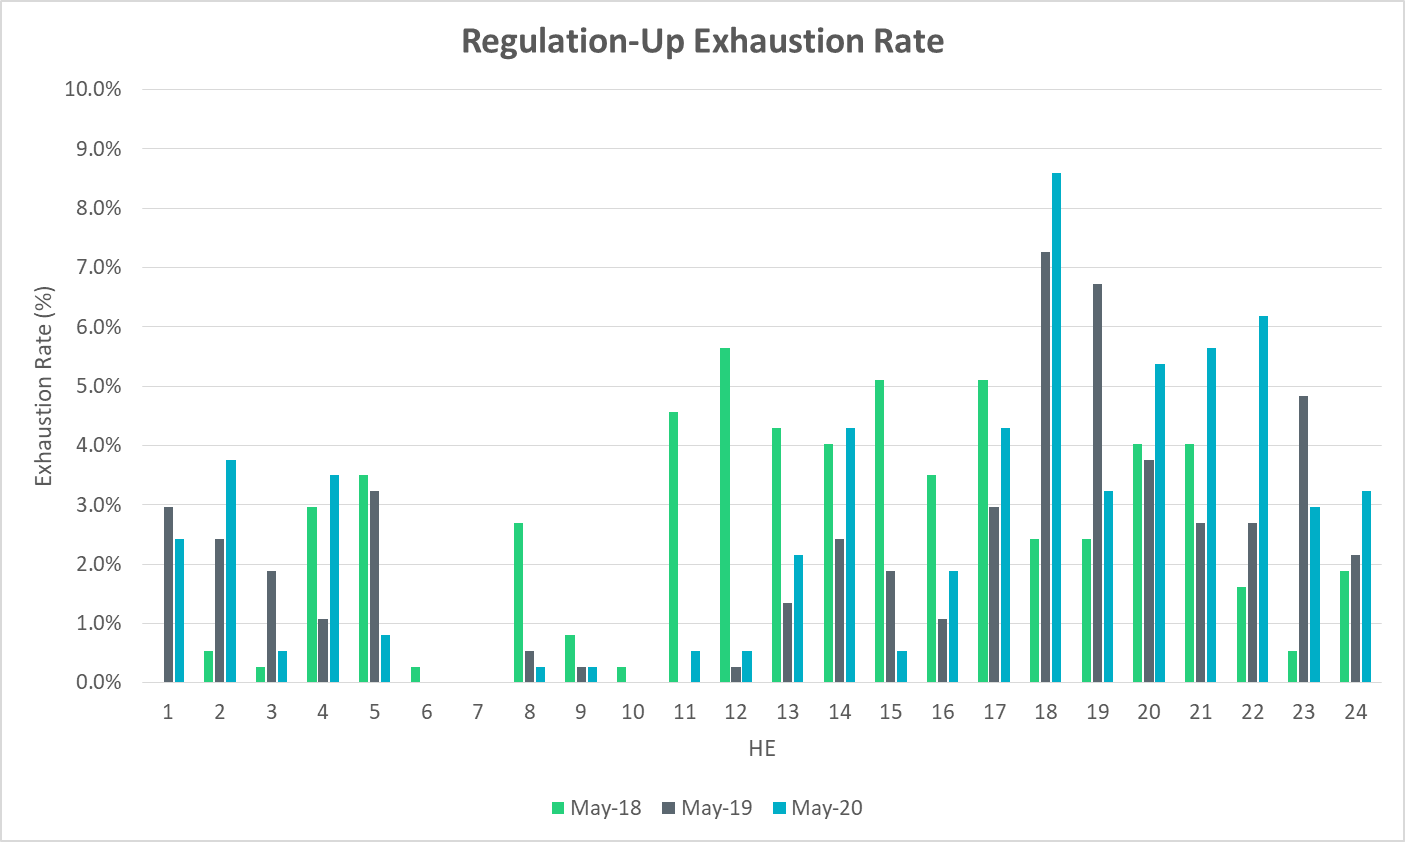 Regulation-Up Exhaustion Rate
10.0%
9.0%
8.0%
7.0%
6.0%
5.0%
4.0%
3.0%
2.0%
1.0%
0.0%
Exhaustion Rate (%)
1 2 3 4 5 6 7 8 9 10 11 12 13 14 15 16 17 18 19 20 21 22 23 24
HE
May-18 May-19 May-20